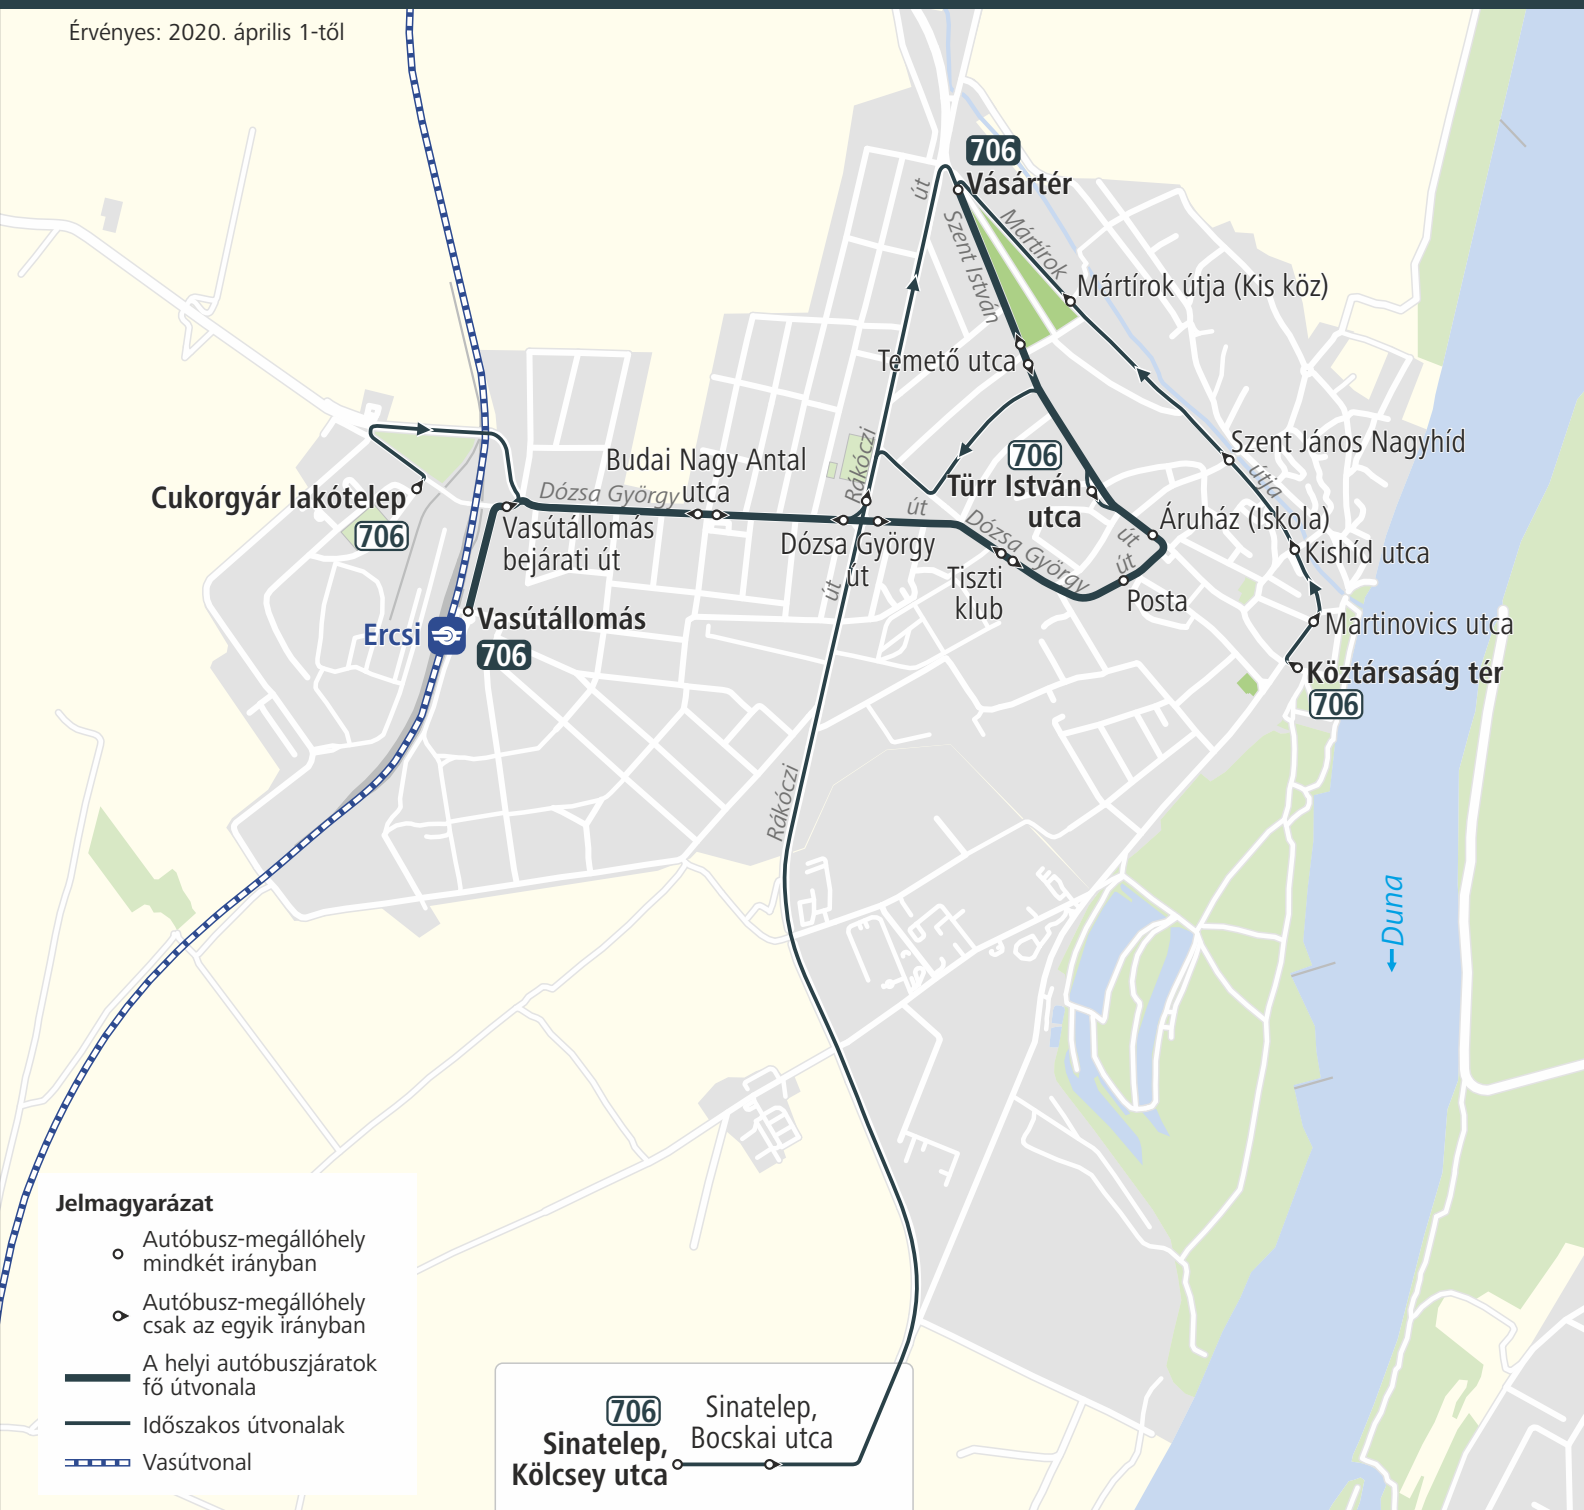 Érvényes: 2020. április 1-től
706
Vásártér
út
Szent István
Mártírok
Mártírok útja (Kis köz)
Temető utca
Rákóczi
706
Türr István
utca
Szent János Nagyhíd
útja
Budai Nagy Antal
utca
Dózsa György
Cukorgyár lakótelep
706
Vasútállomás
bejárati út
út
Dózsa György
út
Dózsa György
út
Tiszti
klub
út
út
Áruház (Iskola)
Kishíd utca
Posta
Martinovics utca
Ercsi
Vasútállomás
706
Köztársaság tér
706
Rákóczi
←Duna
Jelmagyarázat
Autóbusz-megállóhely
mindkét irányban
Autóbusz-megállóhely
csak az egyik irányban
A helyi autóbuszjáratok
fő útvonala
Időszakos útvonalak
Vasútvonal
706
Sinatelep,
Kölcsey utca
Sinatelep,
Bocskai utca